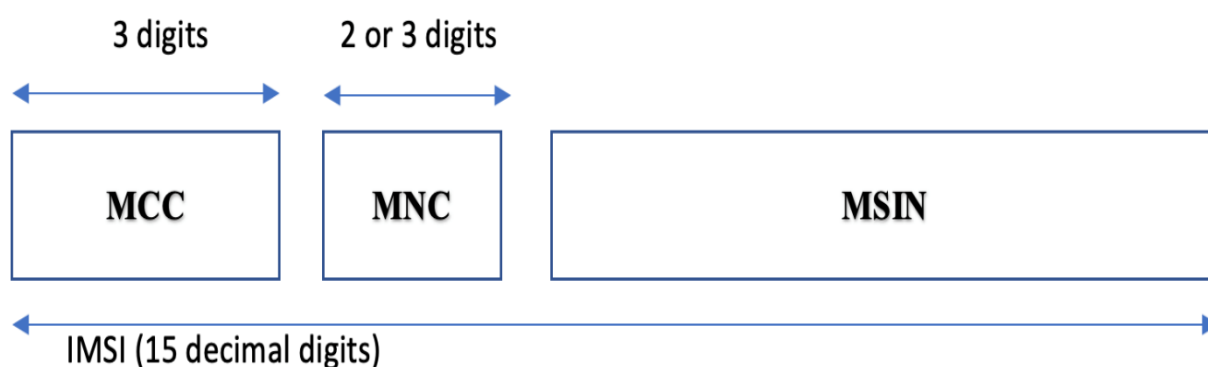 3 digits 2 or 3 digits
MCC MNC MSIN
IMSI (15 decimal digits)